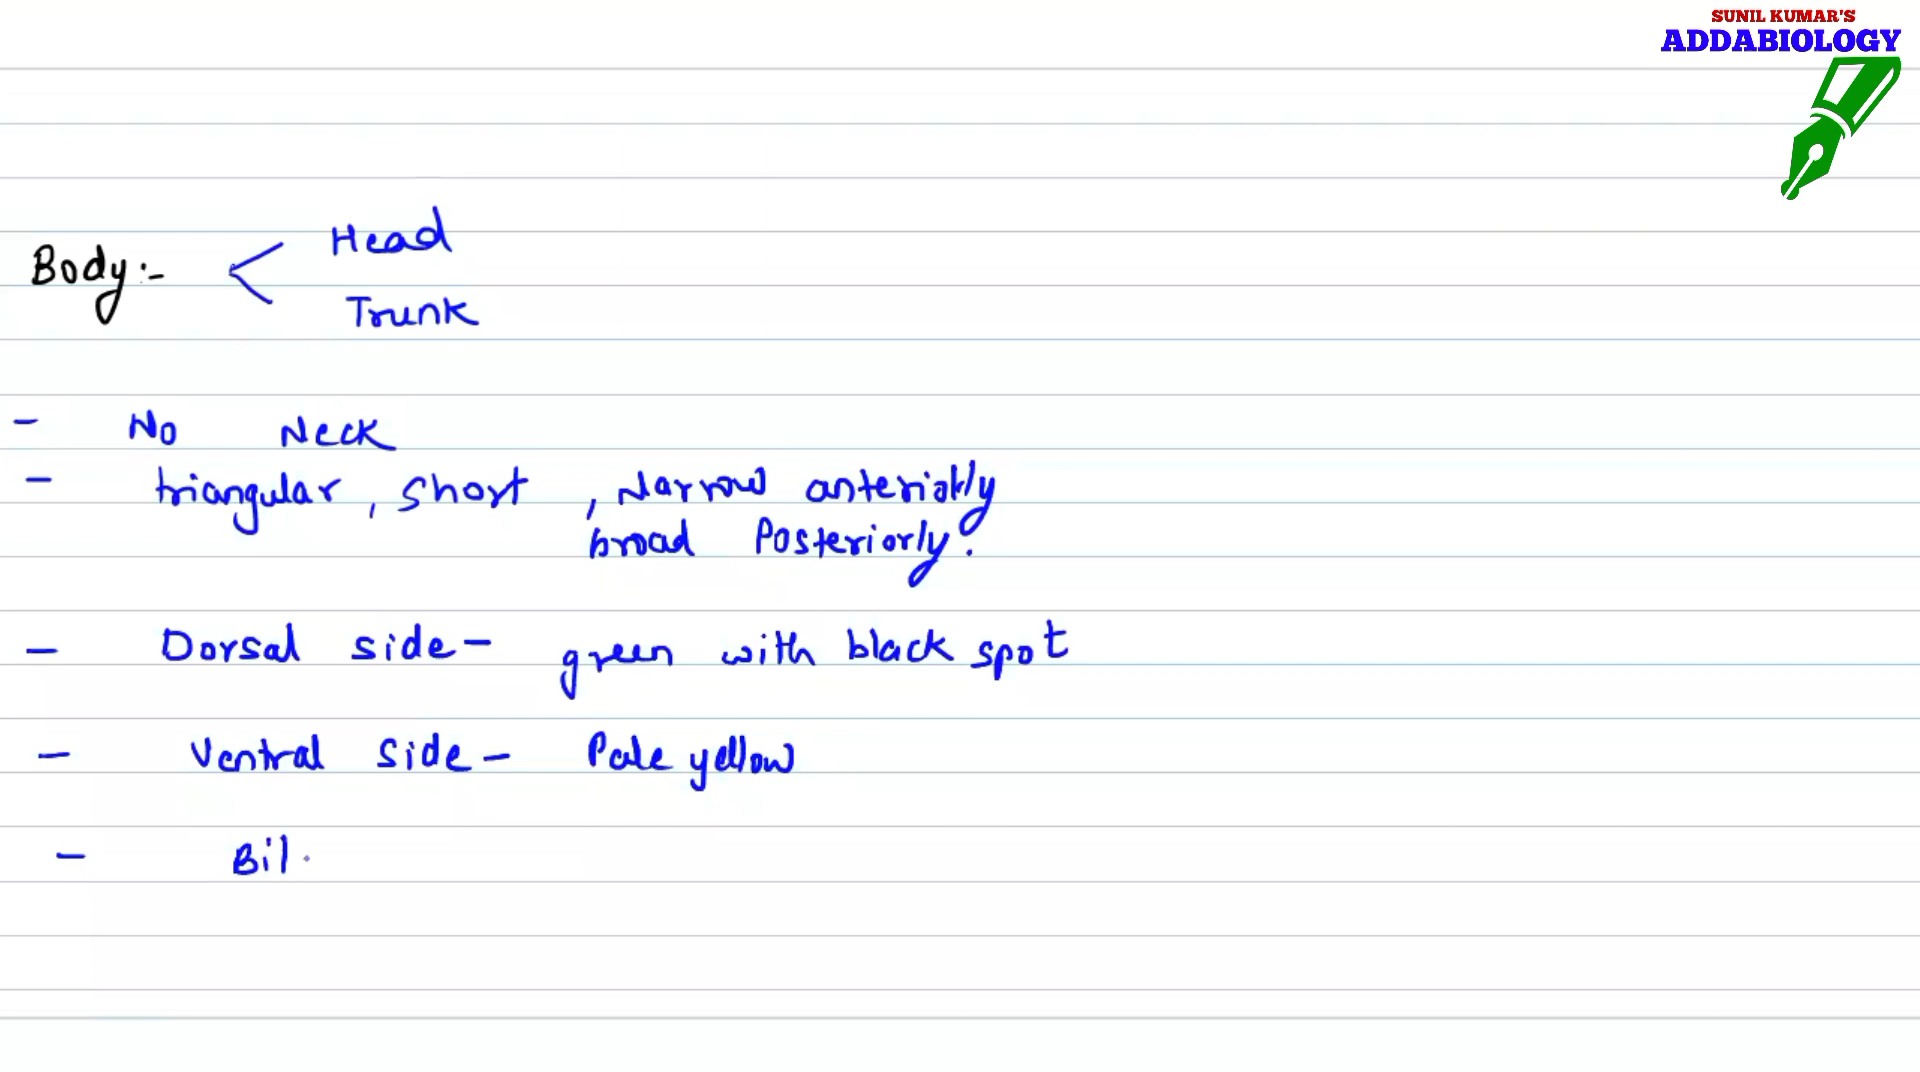 SUNIL KUMAR'S
ADDABIOLOGY
Head
Body:-
Trunk
- No Neck
- triangular, short, Narrow anteriorly
broad Posteriorly.
- Dorsal side - green with black spot
- Ventral side - Pale yellow
- Bil